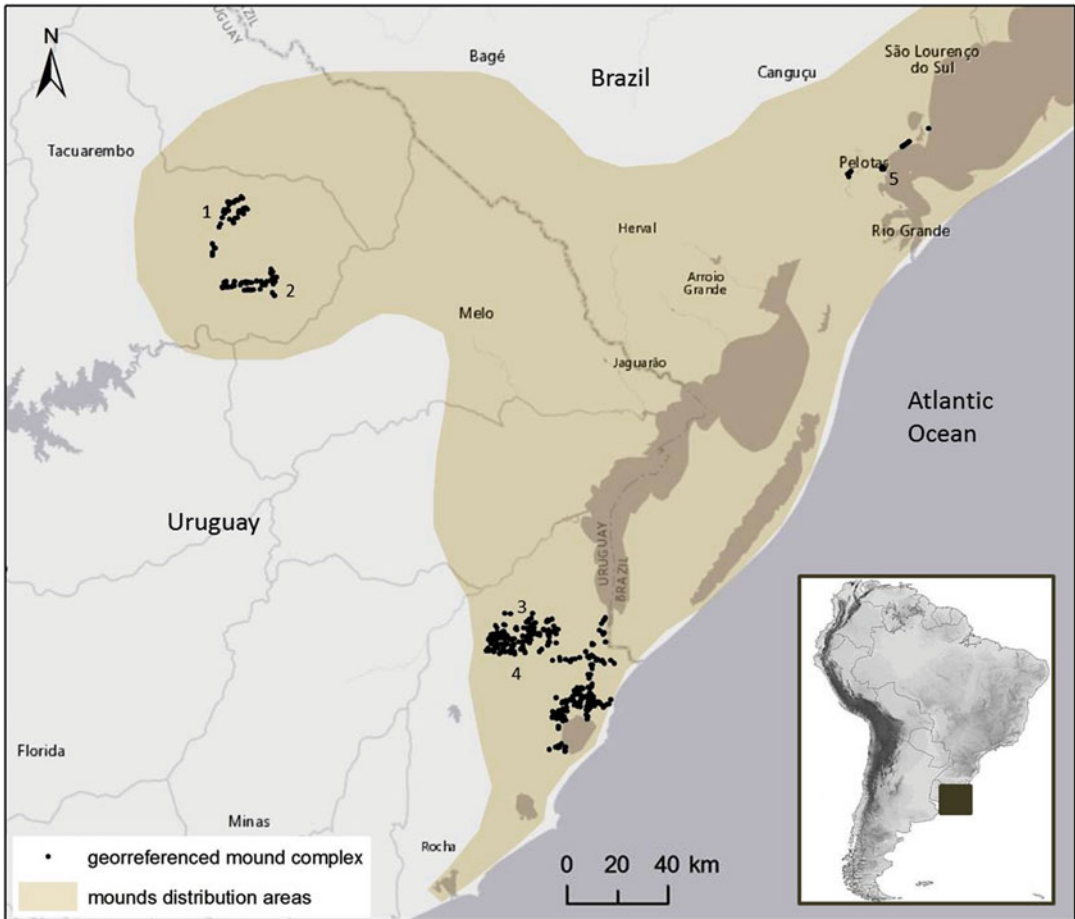 BRAZIL
URUGUAY
N
Bagé
Brazil
Canguçu
São Lourenço
do Sul
Tacuarembo
Pelotas
5
1
Rio Grande
Herval
Arroio
Grande
2
Melo
Jaguarão
Atlantic
Ocean
Uruguay
URUGUAY
BRAZIL
3
4
Florida
Minas
Rocha
0 20 40 km
georreferenced mound complex
mounds distribution areas